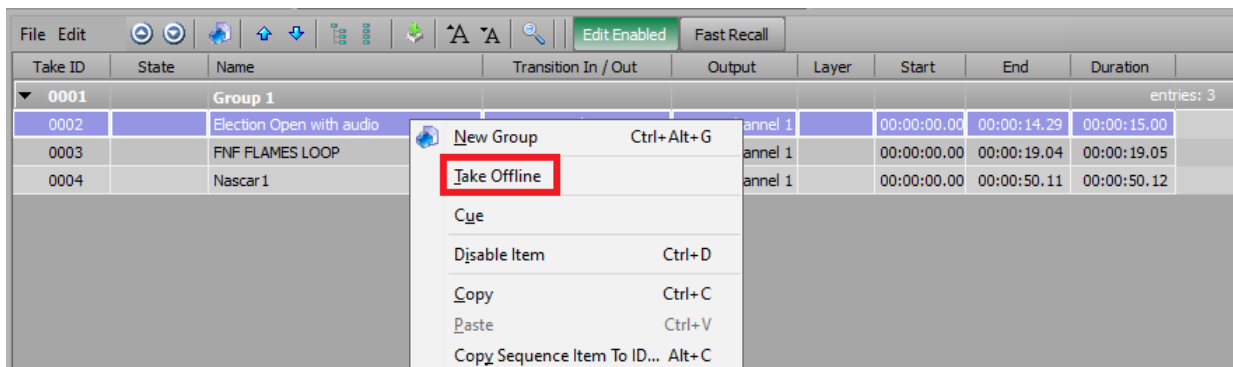 File Edit Edit Enabled Fast Recall
Take ID State Name Transition In / Out Output Layer Start End Duration
0001 Group 1 entries: 3
0002 Election Open with audio annel 1 00:00:00.00 00:00:14.29 00:00:15.00
0003 FNF FLAMES LOOP annel 1 00:00:00.00 00:00:19.04 00:00:19.05
0004 Nascar1 annel 1 00:00:00.00 00:00:50.11 00:00:50.12
New Group Ctrl+Alt+G
Take Offline
Cue
Disable Item Ctrl+D
Copy Ctrl+C
Paste Ctrl+V
Copy Sequence Item To ID... Alt+C